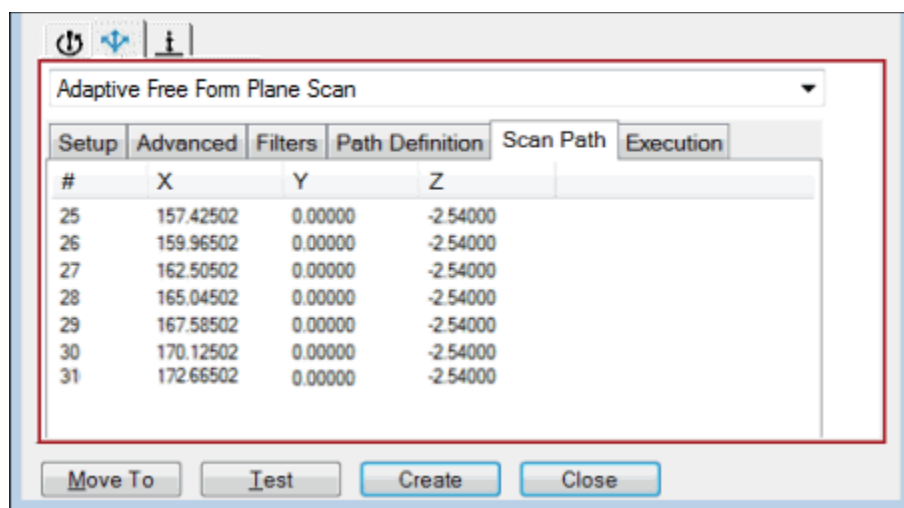 Adaptive Free Form Plane Scan
Setup Advanced Filters Path Definition Scan Path Execution
# X Y Z
25 157.42502 0.00000 -2.54000
26 159.96502 0.00000 -2.54000
27 162.50502 0.00000 -2.54000
28 165.04502 0.00000 -2.54000
29 167.58502 0.00000 -2.54000
30 170.12502 0.00000 -2.54000
31 172.66502 0.00000 -2.54000
Move To Test Create Close